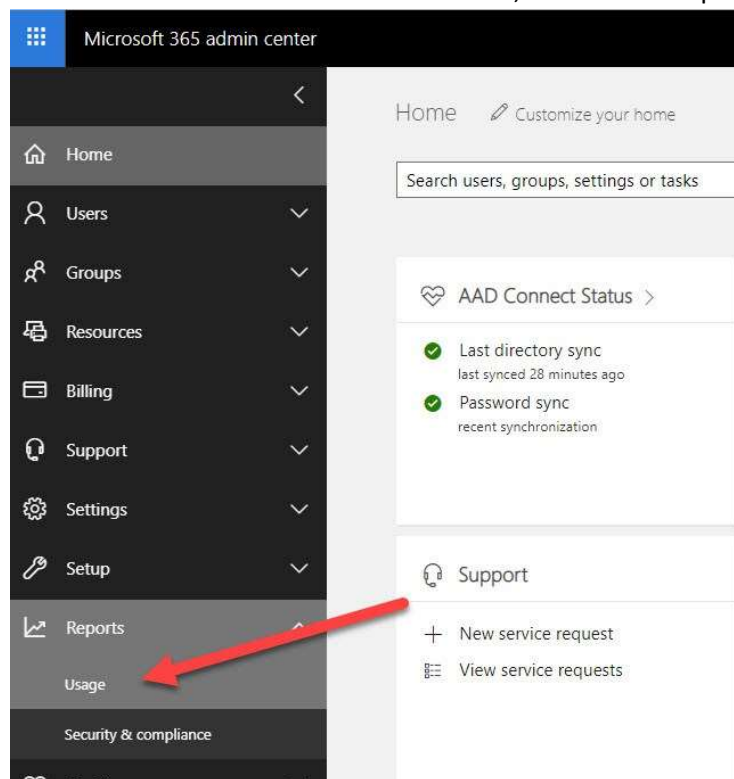 Microsoft 365 admin center
Home
Customize your home
Home
Search users, groups, settings or tasks
Users
Groups
AAD Connect Status >
Resources
Last directory sync
last synced 28 minutes ago
Billing
Password sync
recent synchronization
Support
Settings
Setup
Support
Reports
New service request
View service requests
Usage
Security & compliance